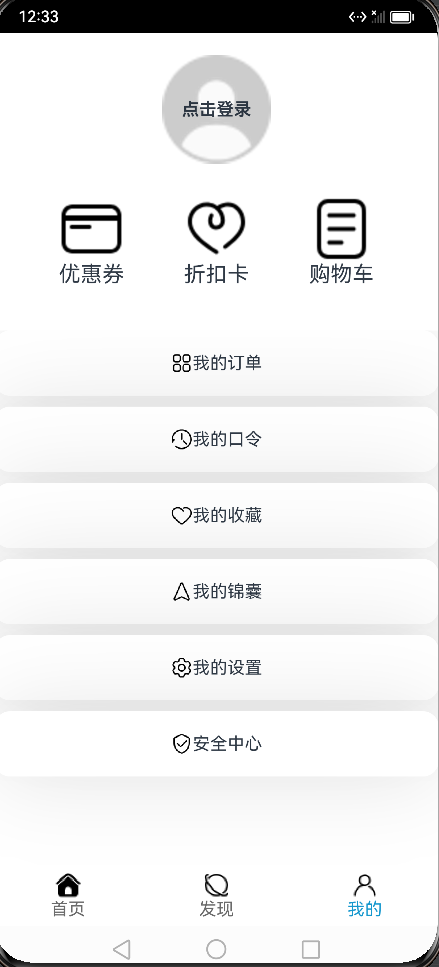 12:33
点击登录
优惠券 折扣卡 购物车
我的订单
我的口令
我的收藏
我的锦囊
我的设置
安全中心
首页 发现 我的